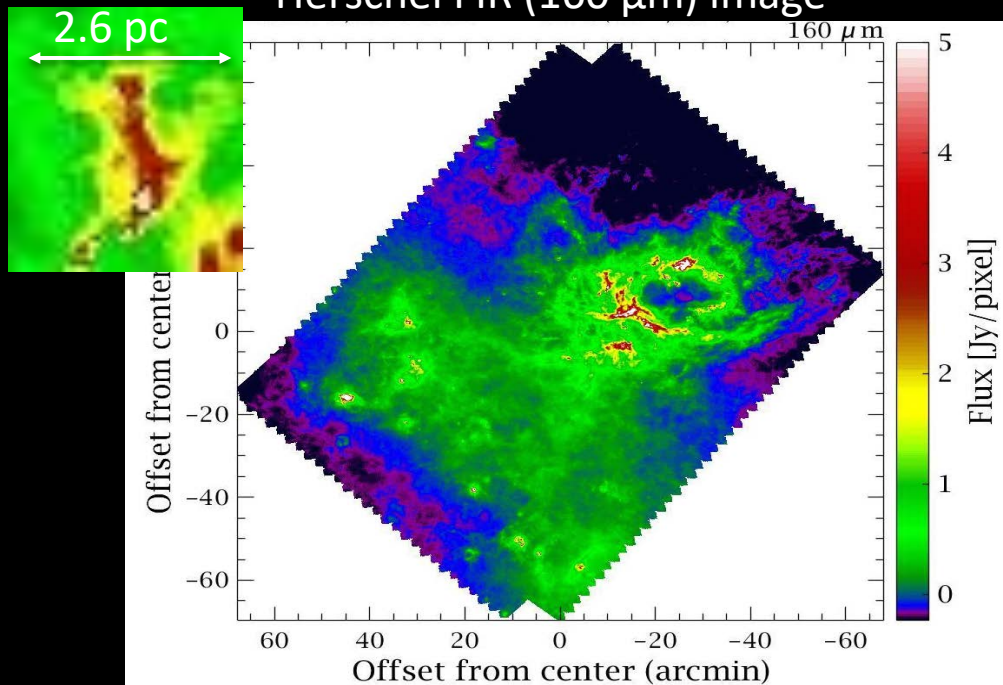 Herschel FIR (160 μm) image
2.6 pc
160 μm
5
4
3
2
1
0
Flux [Jy/pixel]
0
−20
−40
−60
Offset from center
60
40
20
0
−20
−40
−60
Offset from center (arcmin)